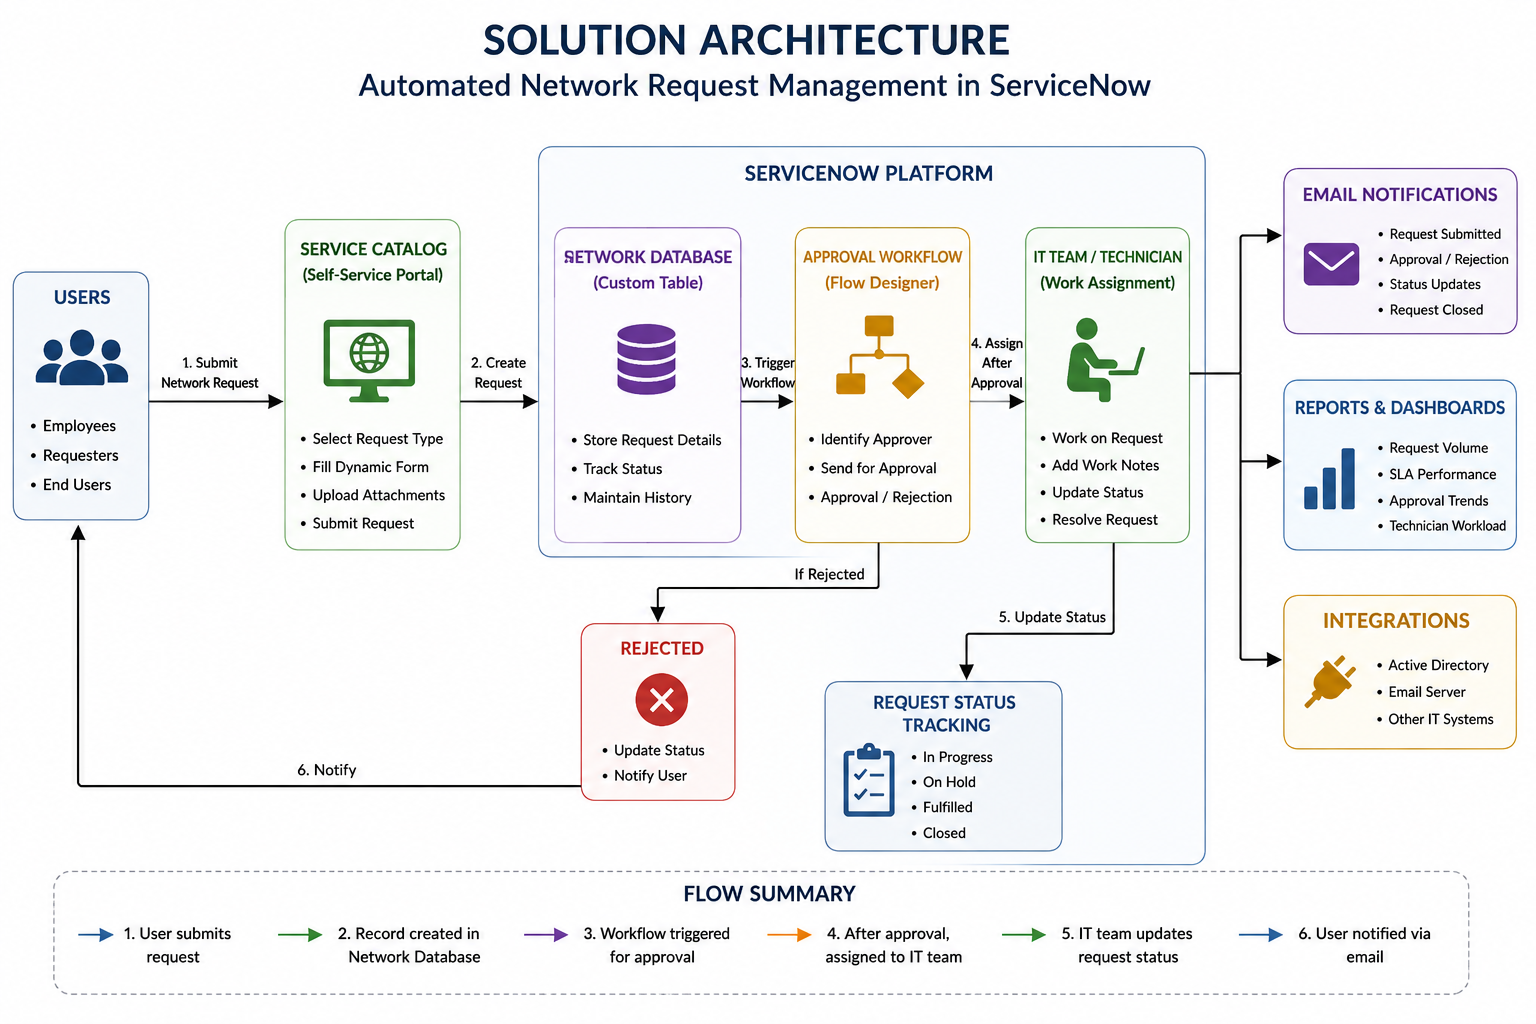 SOLUTION ARCHITECTURE
Automated Network Request Management in ServiceNow
USERS
• Employees
• Requesters
• End Users
1. Submit
Network Request
SERVICE CATALOG
(Self-Service Portal)
• Select Request Type
• Fill Dynamic Form
• Upload Attachments
• Submit Request
2. Create
Request
SERVICENOW PLATFORM
NETWORK DATABASE
(Custom Table)
• Store Request Details
• Track Status
• Maintain History
3. Trigger
Workflow
APPROVAL WORKFLOW
(Flow Designer)
• Identify Approver
• Send for Approval
• Approval / Rejection
4. Assign
After
Approval
IT TEAM / TECHNICIAN
(Work Assignment)
• Work on Request
• Add Work Notes
• Update Status
• Resolve Request
EMAIL NOTIFICATIONS
• Request Submitted
• Approval / Rejection
• Status Updates
• Request Closed
REPORTS & DASHBOARDS
• Request Volume
• SLA Performance
• Approval Trends
• Technician Workload
INTEGRATIONS
• Active Directory
• Email Server
• Other IT Systems
If Rejected
REJECTED
• Update Status
• Notify User
6. Notify
5. Update Status
REQUEST STATUS
TRACKING
• In Progress
• On Hold
• Fulfilled
• Closed
FLOW SUMMARY
1. User submits
request
2. Record created in
Network Database
3. Workflow triggered
for approval
4. After approval,
assigned to IT team
5. IT team updates
request status
6. User notified via
email